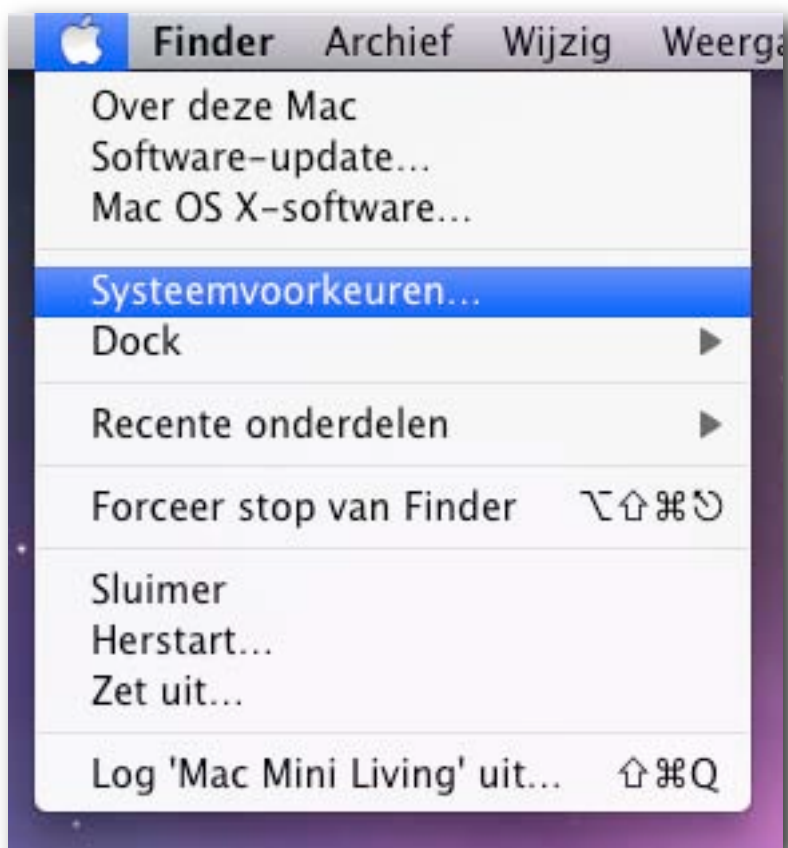 Finder Archief Wijzig
Over deze Mac
Software-update...
Mac OS X-software...
Systeemvoorkeuren...
Dock
Recente onderdelen
Forceer stop van Finder ⌥⇧⌘⎋
Sluimer
Herstart...
Zet uit...
Log 'Mac Mini Living' uit... ⇧⌘Q